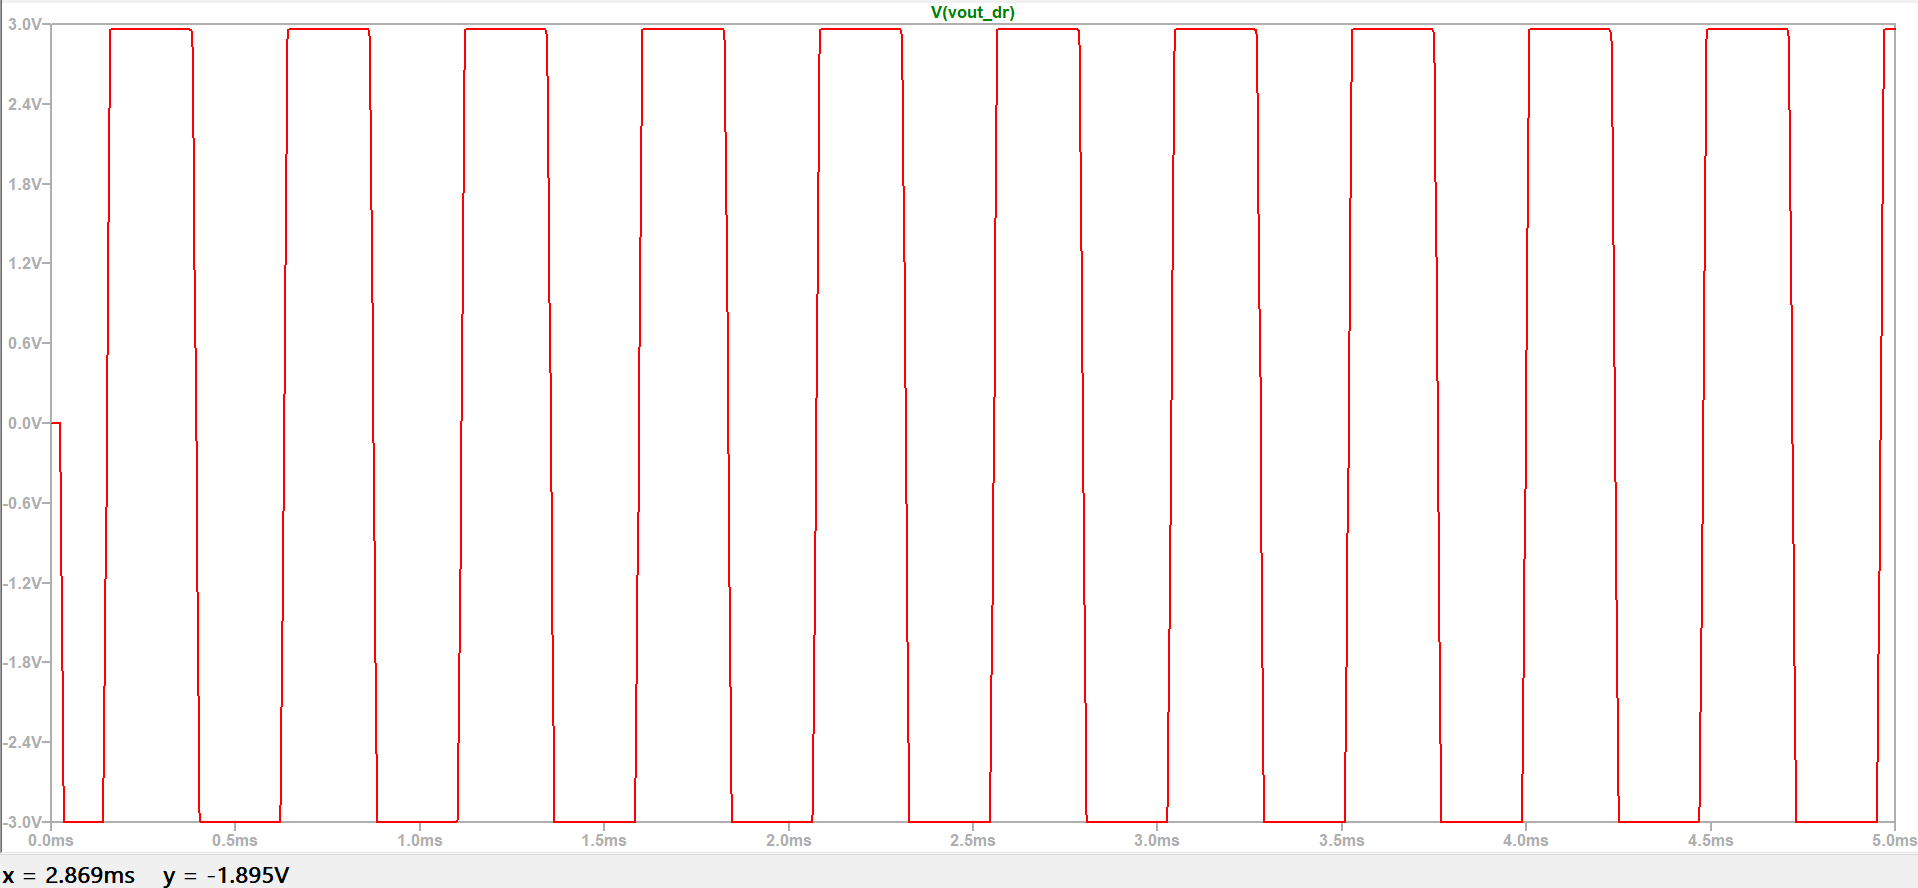 V(vout_dr)
3.0V
2.4V
1.8V
1.2V
0.6V
0.0V
-0.6V
-1.2V
-1.8V
-2.4V
-3.0V
0.0ms 0.5ms 1.0ms 1.5ms 2.0ms 2.5ms 3.0ms 3.5ms 4.0ms 4.5ms 5.0ms
x = 2.869ms y = -1.895V